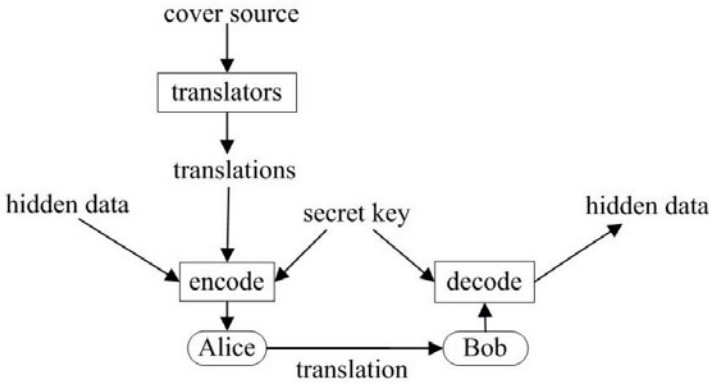 cover source
translators
translations
hidden data
secret key
hidden data
encode
decode
Alice
Bob
translation